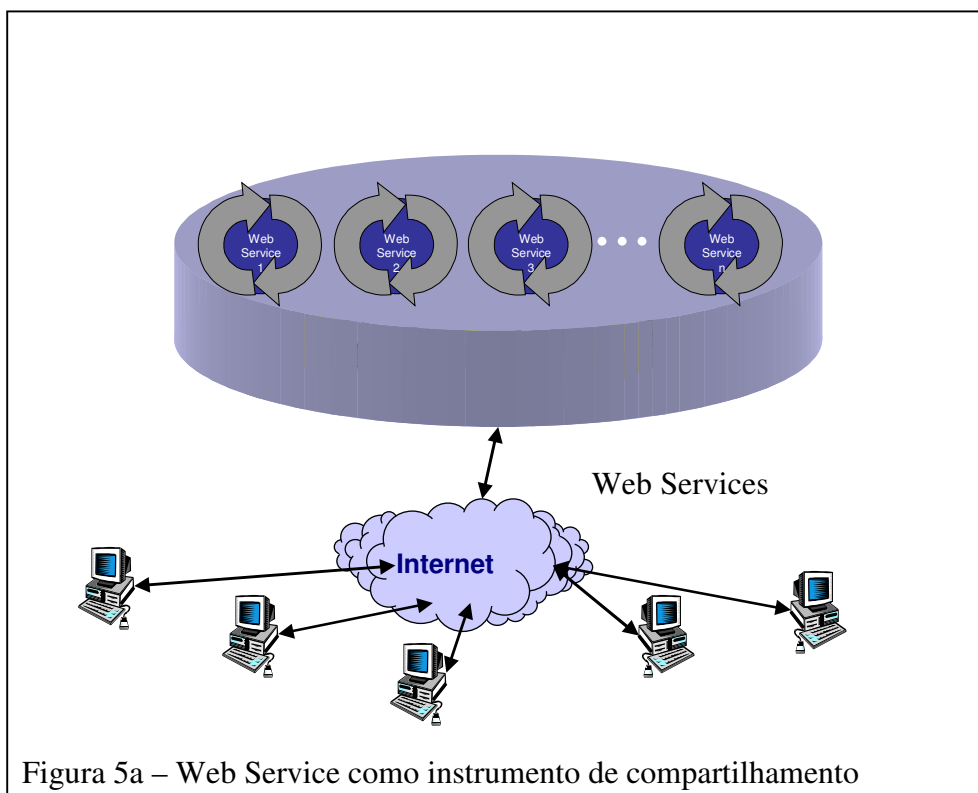 Web
Service
1
Web
Service
2
Web
Service
3
Web
Service
n
Web Services
Internet
Figura 5a – Web Service como instrumento de compartilhamento